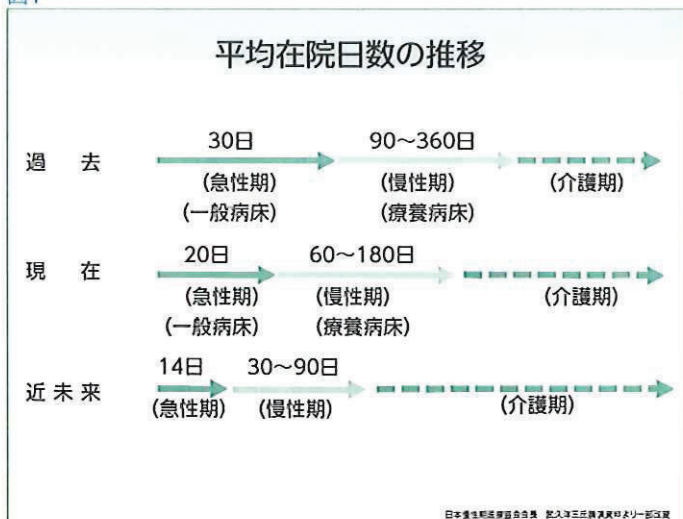 平均在院日数の推移
過 去 30日 90～360日
(急性期) (慢性期) (介護期)
(一般病床) (療養病床)
現 在 20日 60～180日
(急性期) (慢性期) (介護期)
(一般病床) (療養病床)
近 未 来 14日 30～90日
(急性期) (慢性期) (介護期)
日本慢性期医療協会会長